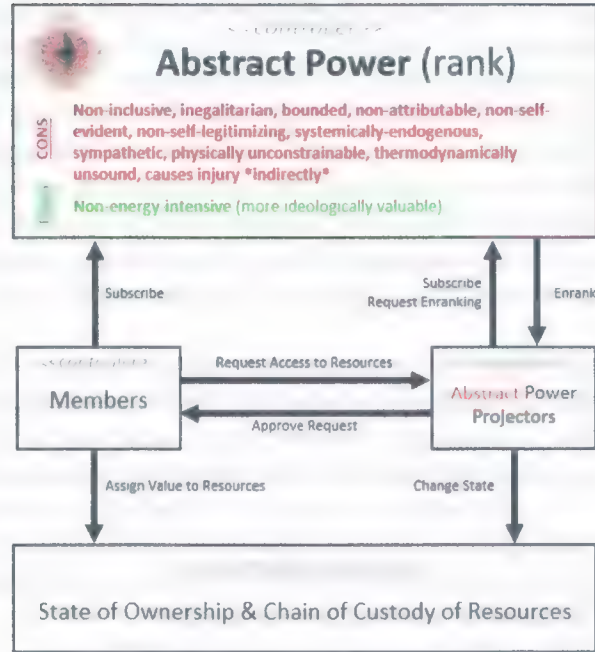 Abstract Power (rank)
CONS
Non-inclusive, inegalitarian, bounded, non-attributable, non-self-
evident, non-self-legitimizing, systemically-endogenous,
sympathetic, physically unconstrainable, thermodynamically
unsound, causes injury *indirectly*
Non-energy intensive (more ideologically valuable)
Subscribe
Subscribe
Request Enranking
Enrank
Members
Request Access to Resources
Approve Request
Abstract Power
Projectors
Assign Value to Resources
Change State
State of Ownership & Chain of Custody of Resources